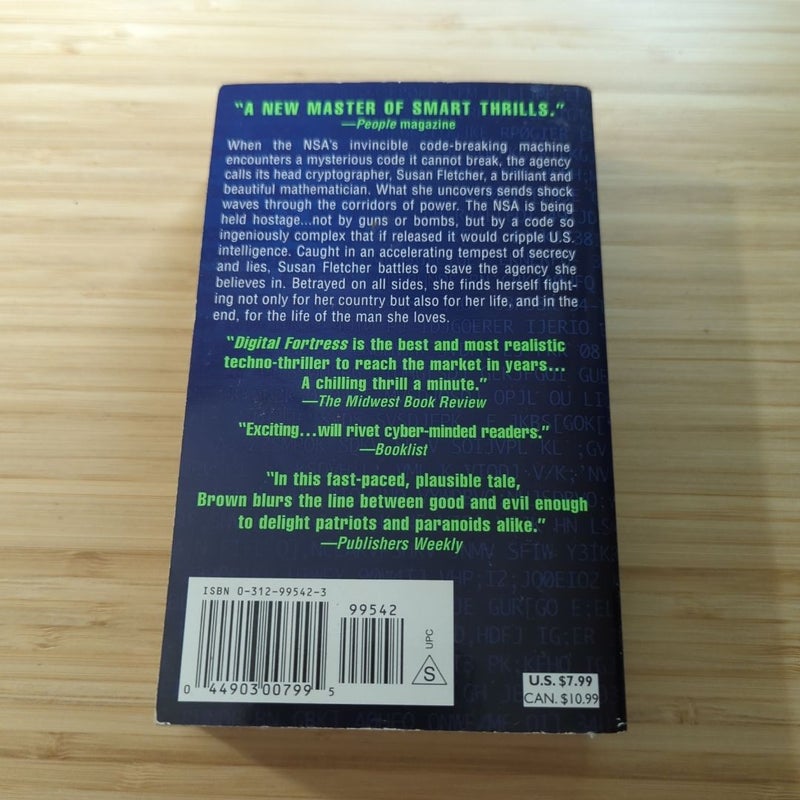 "A NEW MASTER OF SMART THRILLS."
—People magazine
When the NSA's invincible code-breaking machine
encounters a mysterious code it cannot break, the agency
calls its head cryptographer, Susan Fletcher, a brilliant and
beautiful mathematician. What she uncovers sends shock
waves through the corridors of power. The NSA is being
held hostage...not by guns or bombs, but by a code so
ingeniously complex that if released it would cripple U.S.
intelligence. Caught in an accelerating tempest of secrecy
and lies, Susan Fletcher battles to save the agency she
believes in. Betrayed on all sides, she finds herself fight-
ing not only for her country but also for her life, and in the
end, for the life of the man she loves.
"Digital Fortress is the best and most realistic
techno-thriller to reach the market in years...
A chilling thrill a minute."
—The Midwest Book Review
"Exciting...will rivet cyber-minded readers."
—Booklist
"In this fast-paced, plausible tale,
Brown blurs the line between good and evil enough
to delight patriots and paranoids alike."
—Publishers Weekly
ISBN 0-312-99542-3
99542
0 44903 00799 5
UPC
S
U.S. $7.99
CAN. $10.99